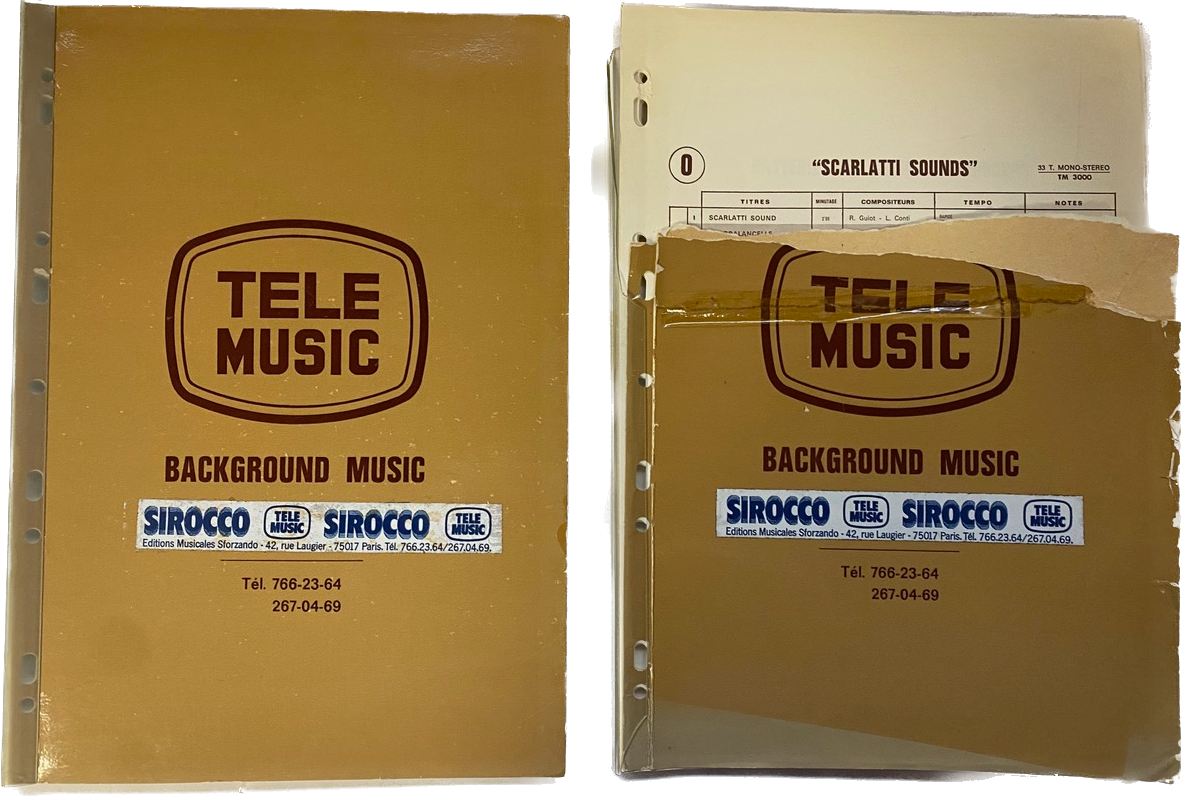 TELE
MUSIC
BACKGROUND MUSIC
SIROCCO TELE MUSIC SIROCCO TELE MUSIC
Editions Musicales Sforzando - 42, rue Laugier - 75017 Paris. Tél. 766.23.64/267.04.69.
Tél. 766-23-64
267-04-69
0 "SCARLATTI SOUNDS" 33 T. MONO-STEREO
TM 3000
TITRES MINUTAGE COMPOSITEURS TEMPO NOTES
1 SCARLATTI SOUND R. Guiot - L. Conti
TELE
MUSIC
BACKGROUND MUSIC
SIROCCO TELE MUSIC SIROCCO TELE MUSIC
Editions Musicales Sforzando - 42, rue Laugier - 75017 Paris. Tél. 766.23.64/267.04.69.
Tél. 766-23-64
267-04-69